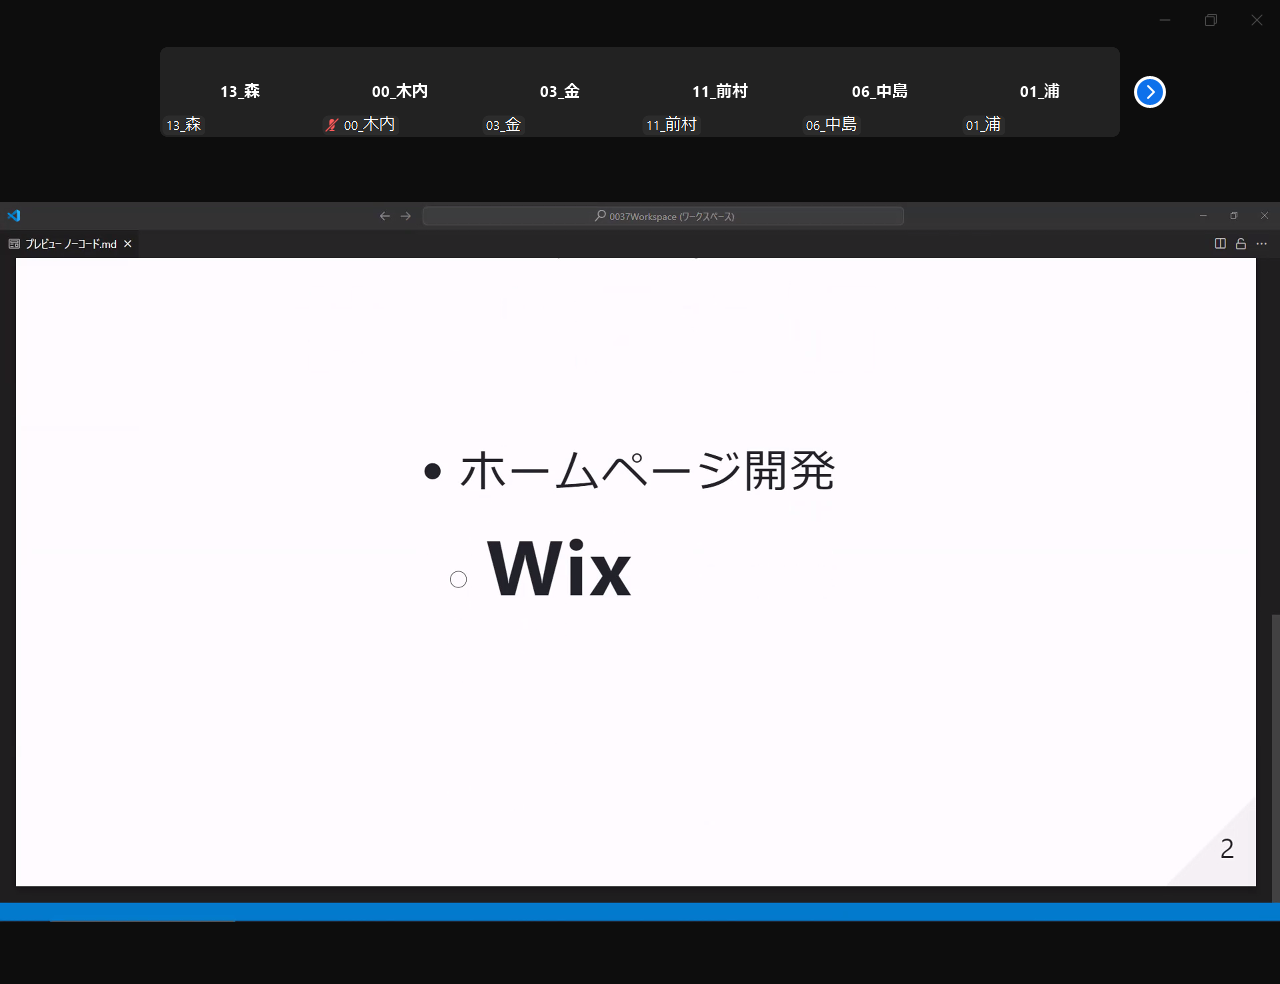 13_森
00_木内
03_金
11_前村
06_中島
01_浦
13_森
00_木内
03_金
11_前村
06_中島
01_浦
0037Workspace (ワークスペース)
プレビュー ノーコード.md
• ホームページ開発
○ Wix
2